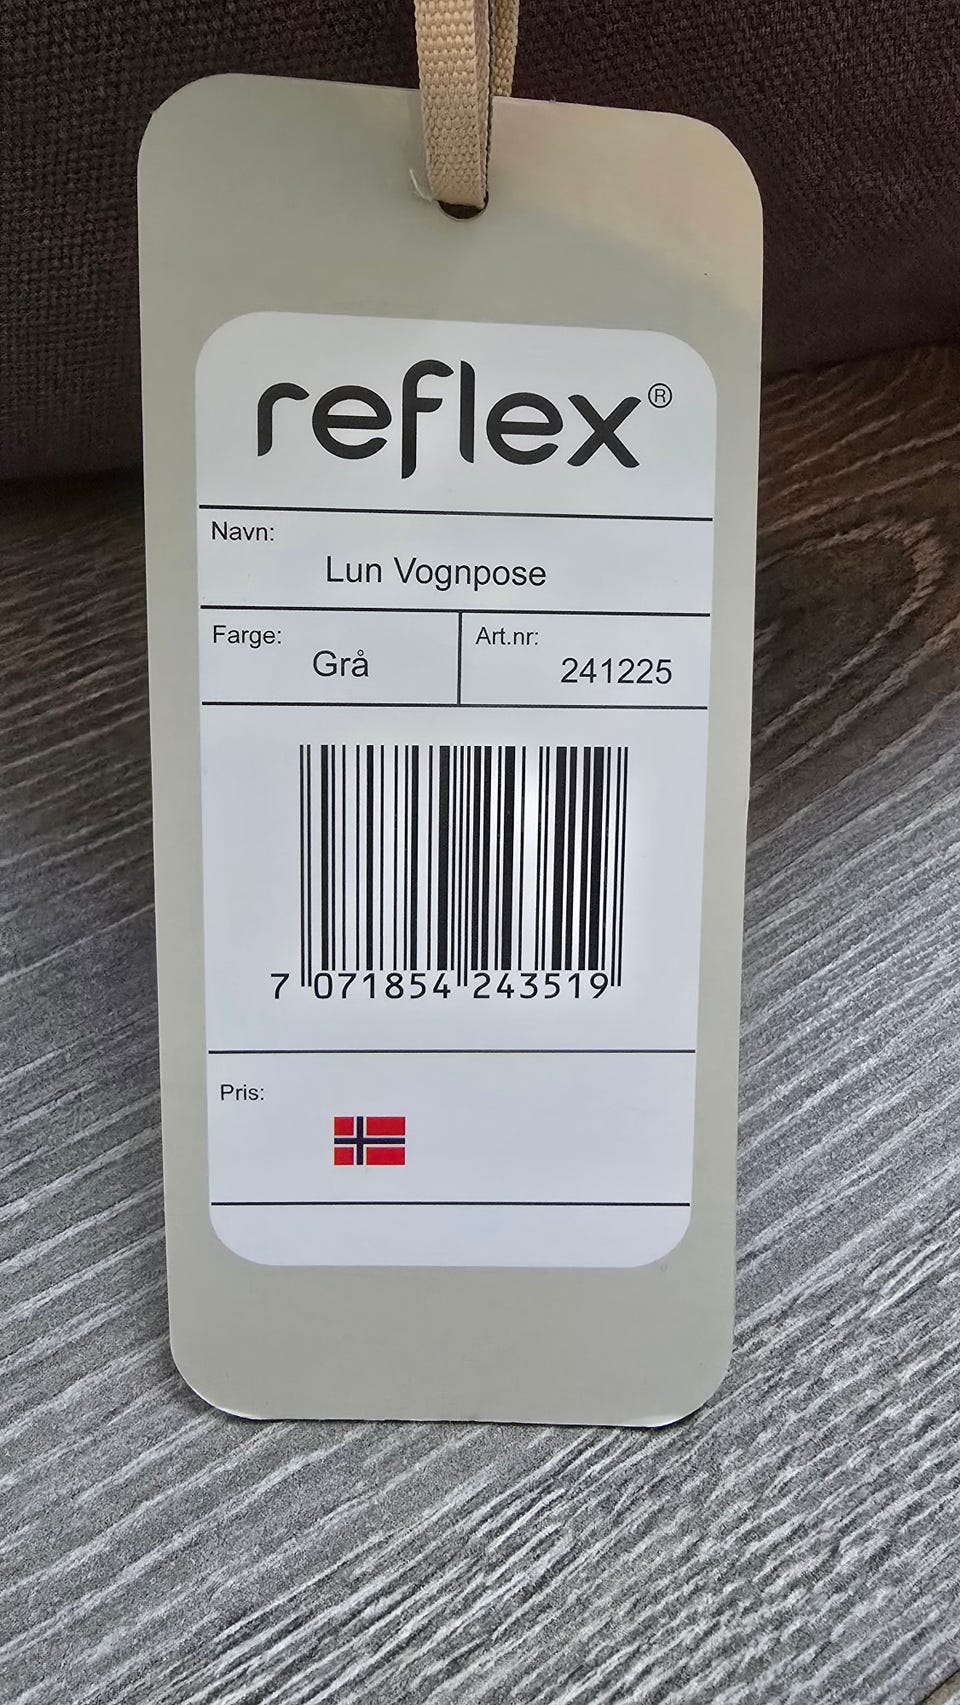 reflex®
Navn:
Lun Vognpose
Farge:
Grå
Art.nr:
241225
7 071854 243519
Pris: